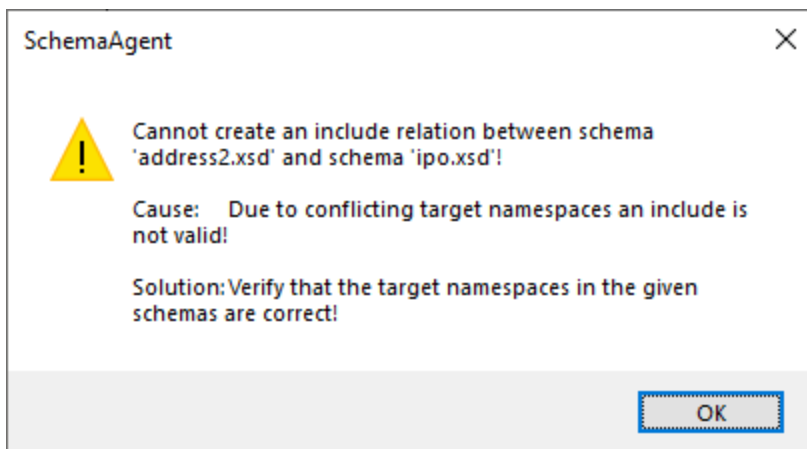 SchemaAgent
Cannot create an include relation between schema
'address2.xsd' and schema 'ipo.xsd'!
Cause: Due to conflicting target namespaces an include is
not valid!
Solution: Verify that the target namespaces in the given
schemas are correct!
OK